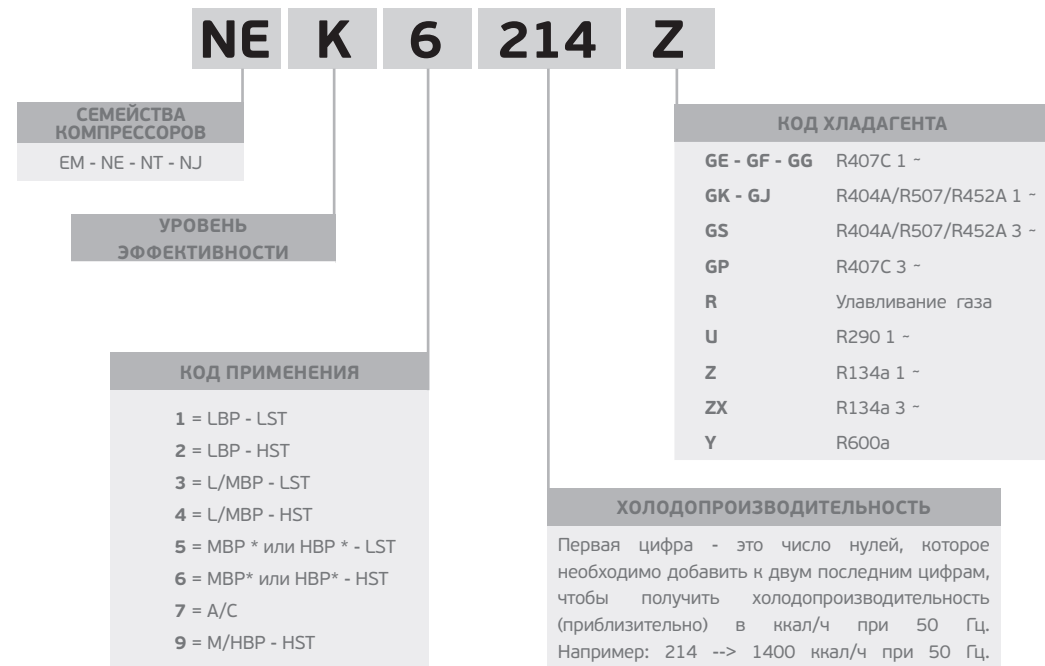 NE K 6 214 Z
СЕМЕЙСТВА
КОМПРЕССОРОВ
EM - NE - NT - NJ
УРОВЕНЬ
ЭФФЕКТИВНОСТИ
КОД ПРИМЕНЕНИЯ
1 = LBP - LST
2 = LBP - HST
3 = L/MBP - LST
4 = L/MBP - HST
5 = MBP * или HBP * - LST
6 = MBP* или HBP* - HST
7 = A/C
9 = M/HBP - HST
КОД ХЛАДАГЕНТА
GE - GF - GG R407C 1 ~
GK - GJ R404A/R507/R452A 1 ~
GS R404A/R507/R452A 3 ~
GP R407C 3 ~
R Улавливание газа
U R290 1 ~
Z R134a 1 ~
ZX R134a 3 ~
Y R600a
ХОЛОДОПРОИЗВОДИТЕЛЬНОСТЬ
Первая цифра - это число нулей, которое
необходимо добавить к двум последним цифрам,
чтобы получить холодопроизводительность
(приблизительно) в ккал/ч при 50 Гц.
Например: 214 --> 1400 ккал/ч при 50 Гц.